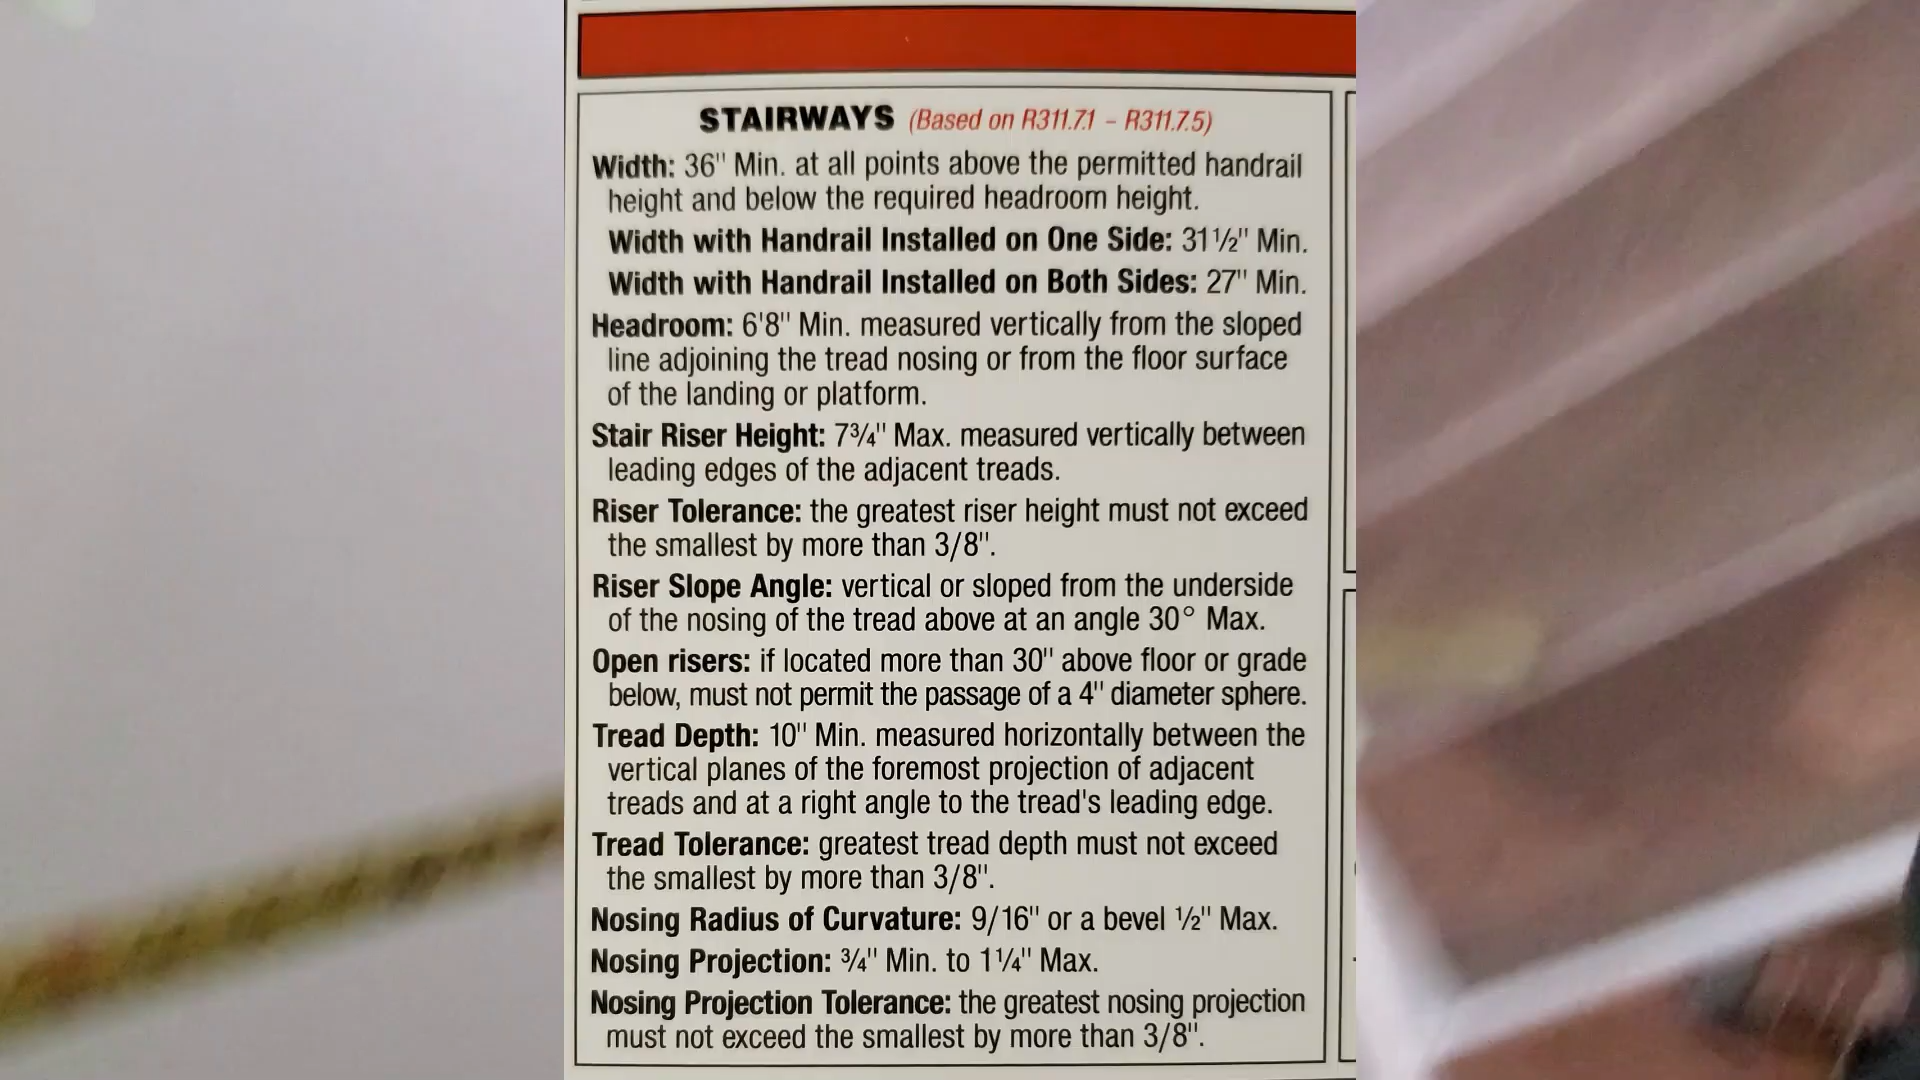 STAIRWAYS (Based on R311.7.1 – R311.7.5)
Width: 36" Min. at all points above the permitted handrail
height and below the required headroom height.
Width with Handrail Installed on One Side: 31½" Min.
Width with Handrail Installed on Both Sides: 27" Min.
Headroom: 6'8" Min. measured vertically from the sloped
line adjoining the tread nosing or from the floor surface
of the landing or platform.
Stair Riser Height: 7¾" Max. measured vertically between
leading edges of the adjacent treads.
Riser Tolerance: the greatest riser height must not exceed
the smallest by more than 3/8".
Riser Slope Angle: vertical or sloped from the underside
of the nosing of the tread above at an angle 30° Max.
Open risers: if located more than 30" above floor or grade
below, must not permit the passage of a 4" diameter sphere.
Tread Depth: 10" Min. measured horizontally between the
vertical planes of the foremost projection of adjacent
treads and at a right angle to the tread's leading edge.
Tread Tolerance: greatest tread depth must not exceed
the smallest by more than 3/8".
Nosing Radius of Curvature: 9/16" or a bevel ½" Max.
Nosing Projection: ¾" Min. to 1¼" Max.
Nosing Projection Tolerance: the greatest nosing projection
must not exceed the smallest by more than 3/8".